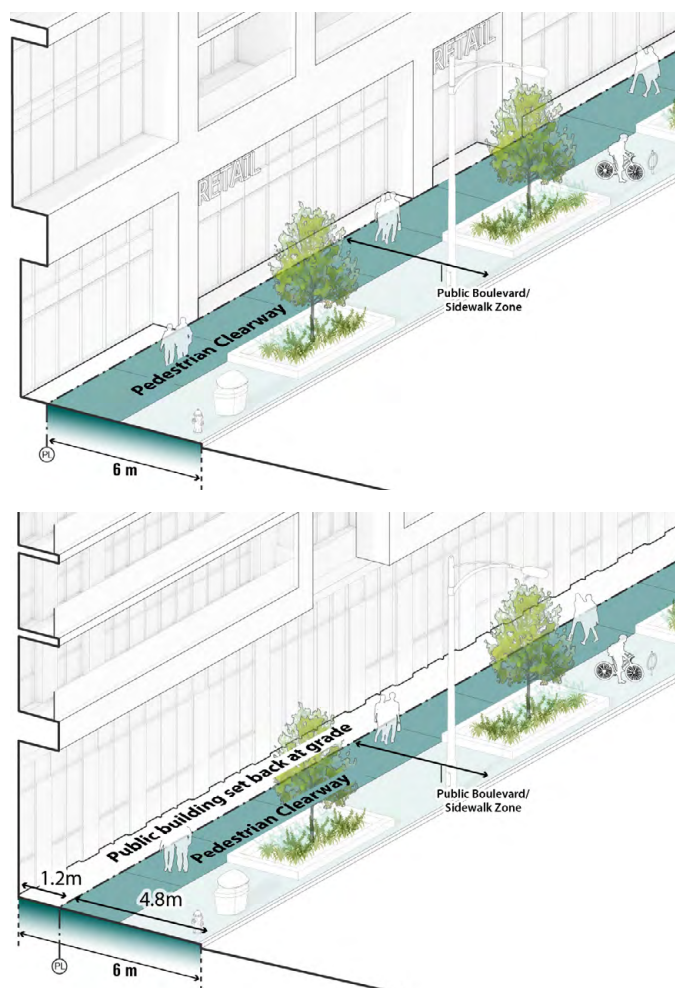 RETAIL
RETAIL
Public Boulevard/
Sidewalk Zone
Pedestrian Clearway
PL
6 m
Public building set back at grade
Pedestrian Clearway
Public Boulevard/
Sidewalk Zone
1.2m
4.8m
PL
6 m